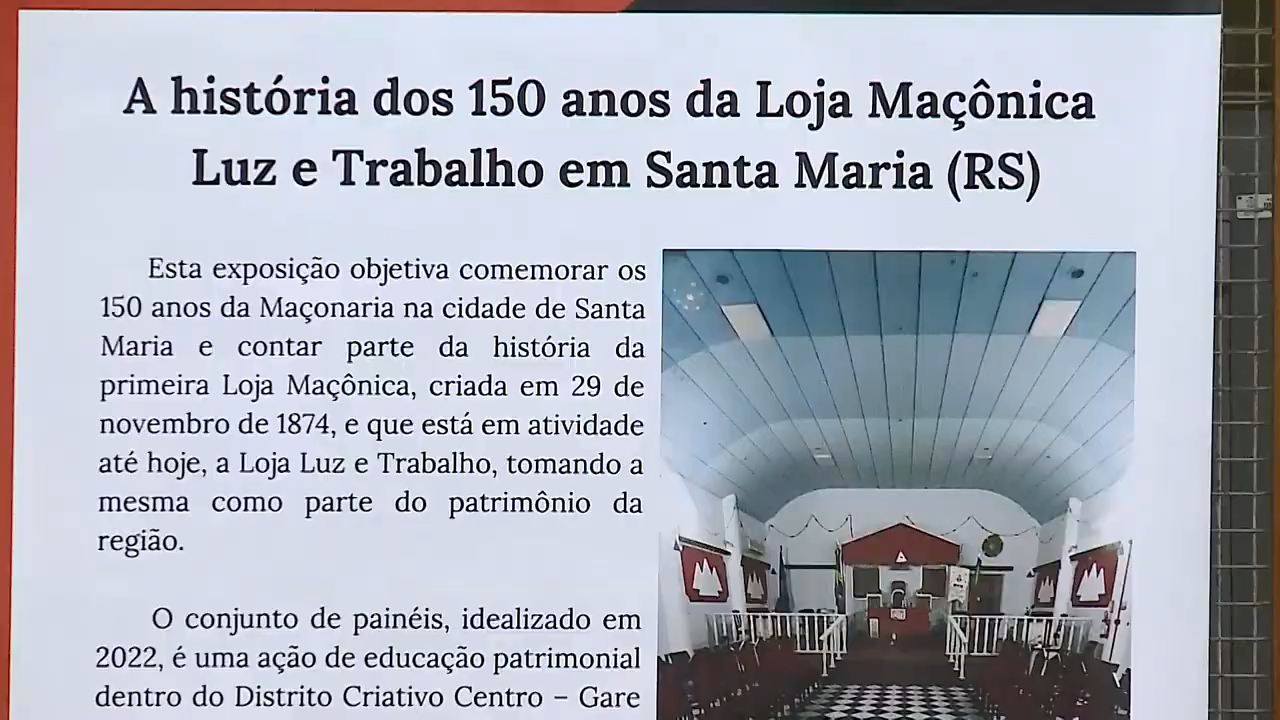 A história dos 150 anos da Loja Maçônica
Luz e Trabalho em Santa Maria (RS)
Esta exposição objetiva comemorar os
150 anos da Maçonaria na cidade de Santa
Maria e contar parte da história da
primeira Loja Maçônica, criada em 29 de
novembro de 1874, e que está em atividade
até hoje, a Loja Luz e Trabalho, tomando a
mesma como parte do patrimônio da
região.
O conjunto de painéis, idealizado em
2022, é uma ação de educação patrimonial
dentro do Distrito Criativo Centro – Gare